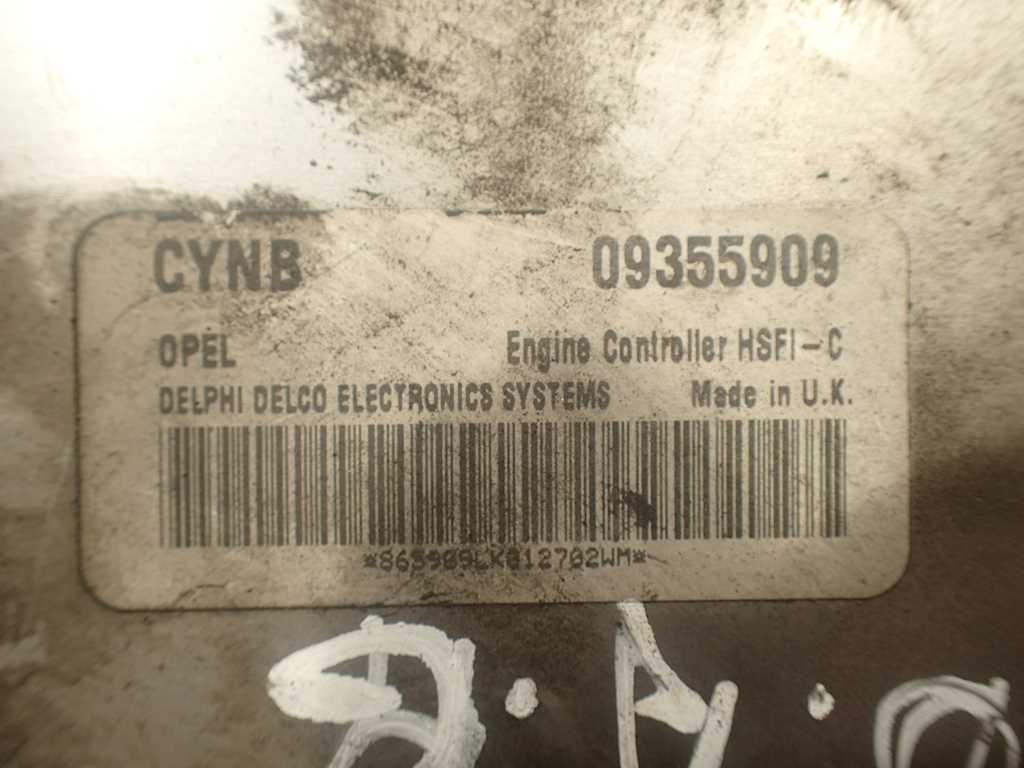 CYNB 09355909
OPEL Engine Controller HSFI-C
DELPHI DELCO ELECTRONICS SYSTEMS Made in U.K.
*865909LK012702WM*